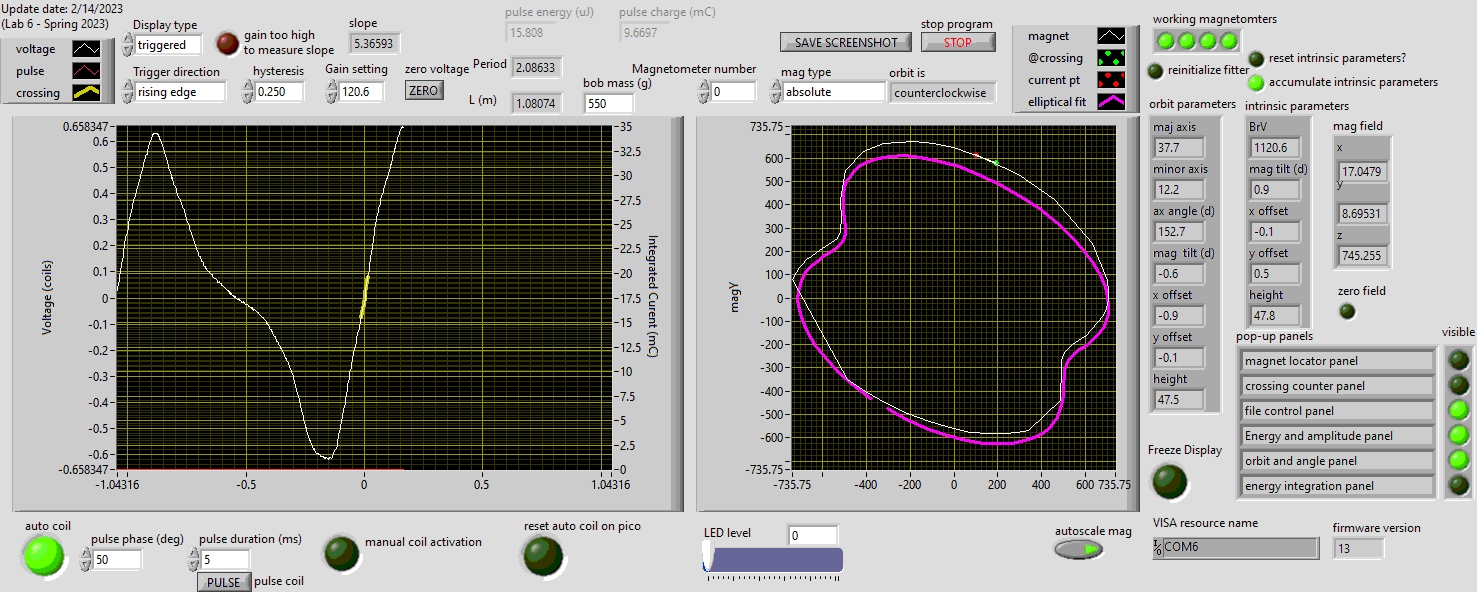 Update date: 2/14/2023
(Lab 6 - Spring 2023)
voltage
pulse
crossing
Display type
triggered
gain too high
to measure slope
slope
5.36593
Trigger direction
rising edge
hysteresis
0.250
Gain setting
120.6
zero voltage
ZERO
pulse energy (uJ)
15.808
pulse charge (mC)
9.6697
Period
2.08633
L (m)
1.08074
bob mass (g)
550
Magnetometer number
0
mag type
absolute
SAVE SCREENSHOT
stop program
STOP
orbit is
counterclockwise
magnet
@crossing
current pt
elliptical fit
working magnetomters
reinitialize fitter
reset intrinsic parameters?
accumulate intrinsic parameters
orbit parameters
maj axis
37.7
minor axis
12.2
ax angle (d)
152.7
mag tilt (d)
-0.6
x offset
-0.9
y offset
-0.1
height
47.5
intrinsic parameters
BrV
1120.6
mag tilt (d)
0.9
x offset
-0.1
y offset
0.5
height
47.8
mag field
x
17.0479
y
8.69531
z
745.255
zero field
pop-up panels
visible
magnet locator panel
crossing counter panel
file control panel
Energy and amplitude panel
orbit and angle panel
energy integration panel
Freeze Display
Voltage (coils)
0.658347
0.6
0.5
0.4
0.3
0.2
0.1
0
-0.1
-0.2
-0.3
-0.4
-0.5
-0.6
-0.658347
-1.04316
-0.5
0
0.5
1.04316
35
32.5
30
27.5
25
22.5
20
17.5
15
12.5
10
7.5
5
2.5
0
Integrated Current (mC)
magY
735.75
600
500
400
300
200
100
0
-100
-200
-300
-400
-500
-600
-735.75
-735.75
-400
-200
0
200
400
600
735.75
auto coil
pulse phase (deg)
50
pulse duration (ms)
5
PULSE
pulse coil
manual coil activation
reset auto coil on pico
LED level
0
autoscale mag
VISA resource name
COM6
firmware version
13